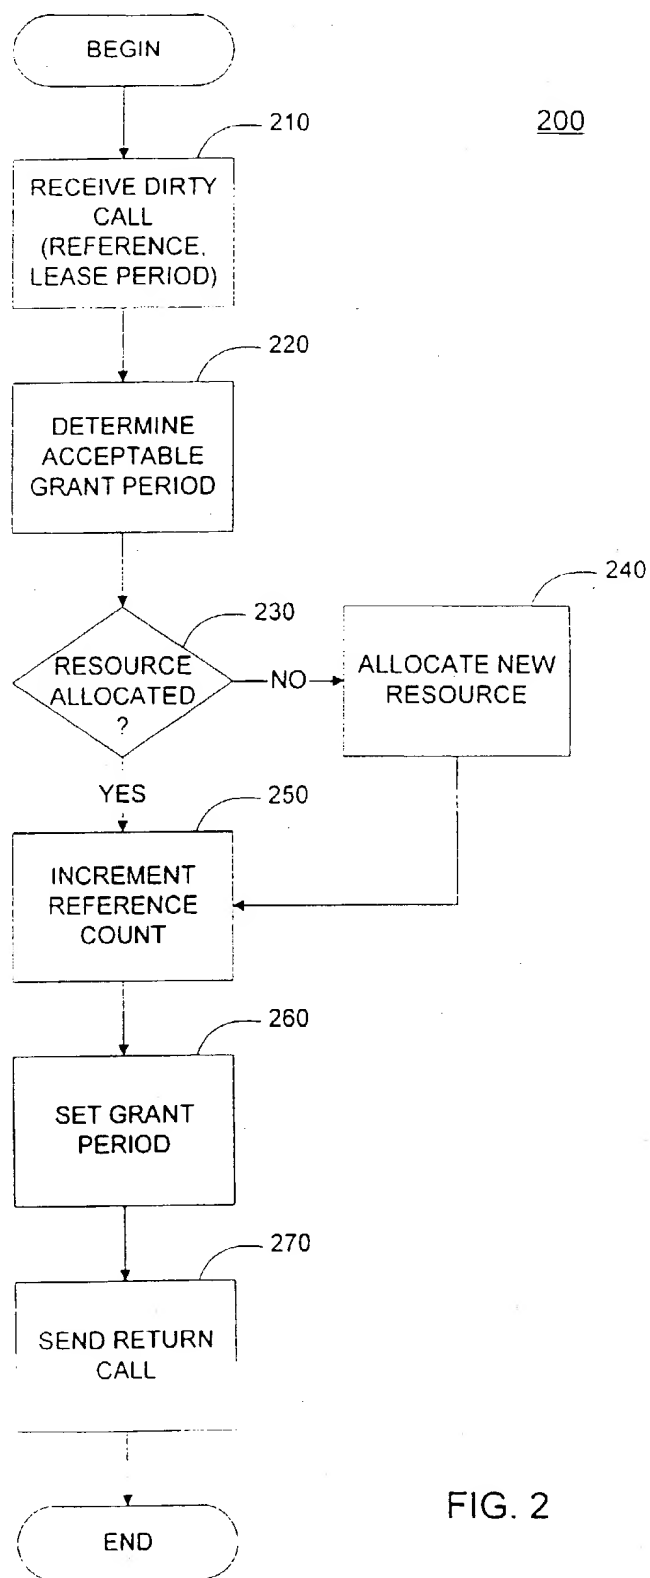 BEGIN
200
210
RECEIVE DIRTY
CALL
(REFERENCE,
LEASE PERIOD)
220
DETERMINE
ACCEPTABLE
GRANT PERIOD
230
RESOURCE
ALLOCATED
?
NO
240
ALLOCATE NEW
RESOURCE
YES
250
INCREMENT
REFERENCE
COUNT
260
SET GRANT
PERIOD
270
SEND RETURN
CALL
END
FIG. 2